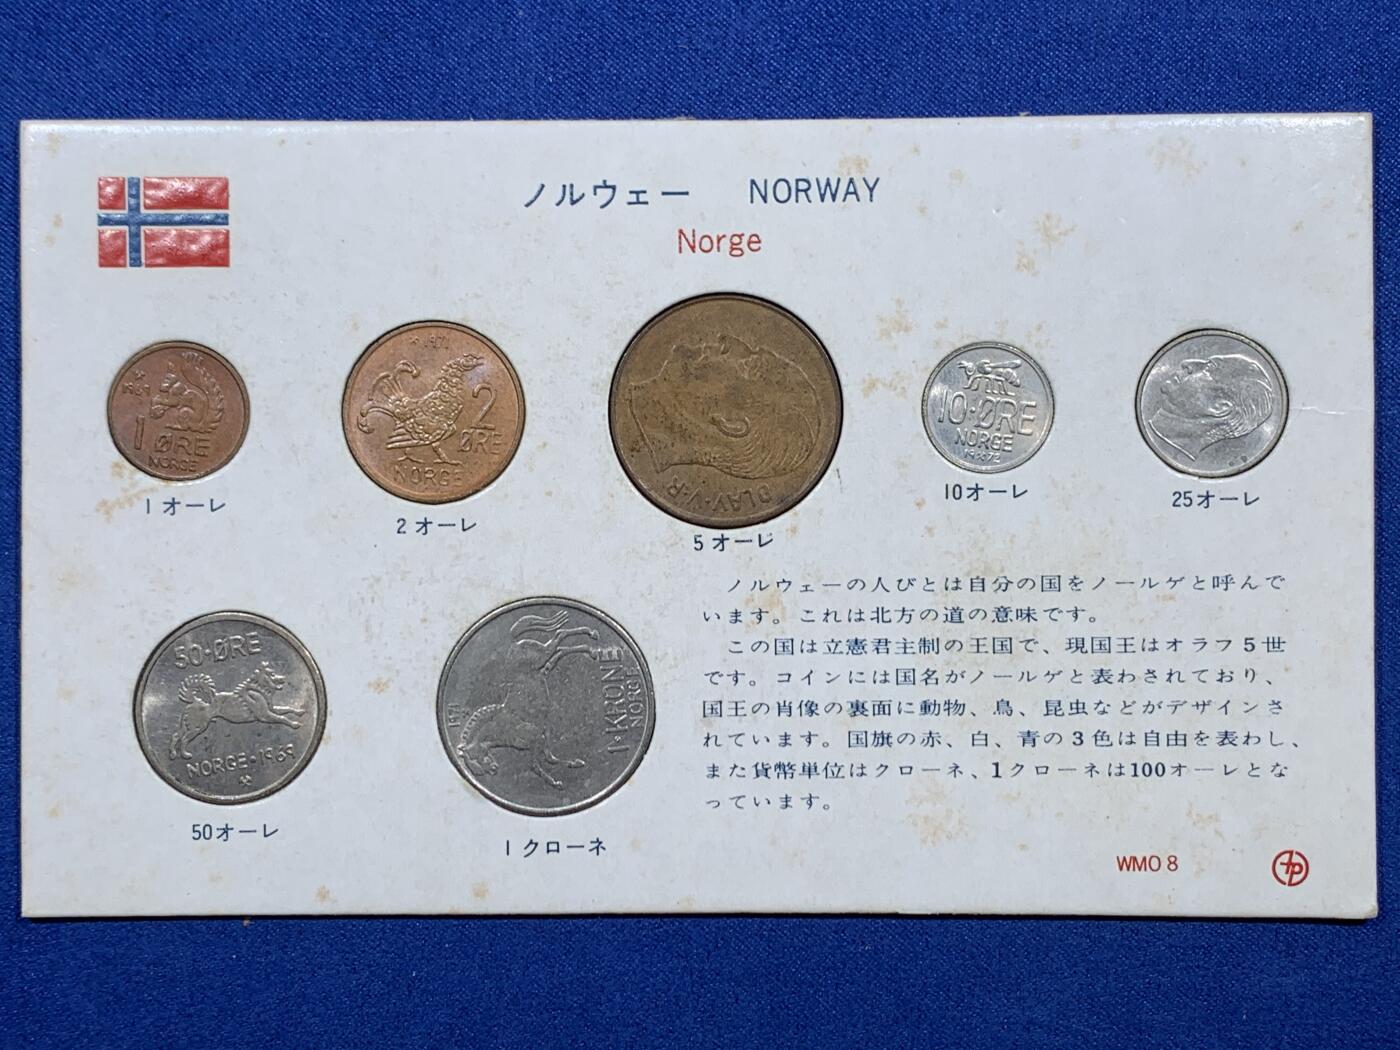 ノルウェー NORWAY
Norge
1969
1 ØRE
NORGE
1オーレ
1971
2
ØRE
NORGE
2オーレ
OLAV·V·R
5オーレ
10·ØRE
NORGE
1972
10オーレ
25オーレ
50·ØRE
NORGE·1969
50オーレ
1971
1·KRONE
NORGE
1クローネ
ノルウェーの人びとは自分の国をノールゲと呼んで
います。これは北方の道の意味です。
この国は立憲君主制の王国で、現国王はオラフ5世
です。コインには国名がノールゲと表わされており、
国王の肖像の裏面に動物、鳥、昆虫などがデザインさ
れています。国旗の赤、白、青の3色は自由を表わし、
また貨幣単位はクローネ、1クローネは100オーレとな
っています。
WMO 8